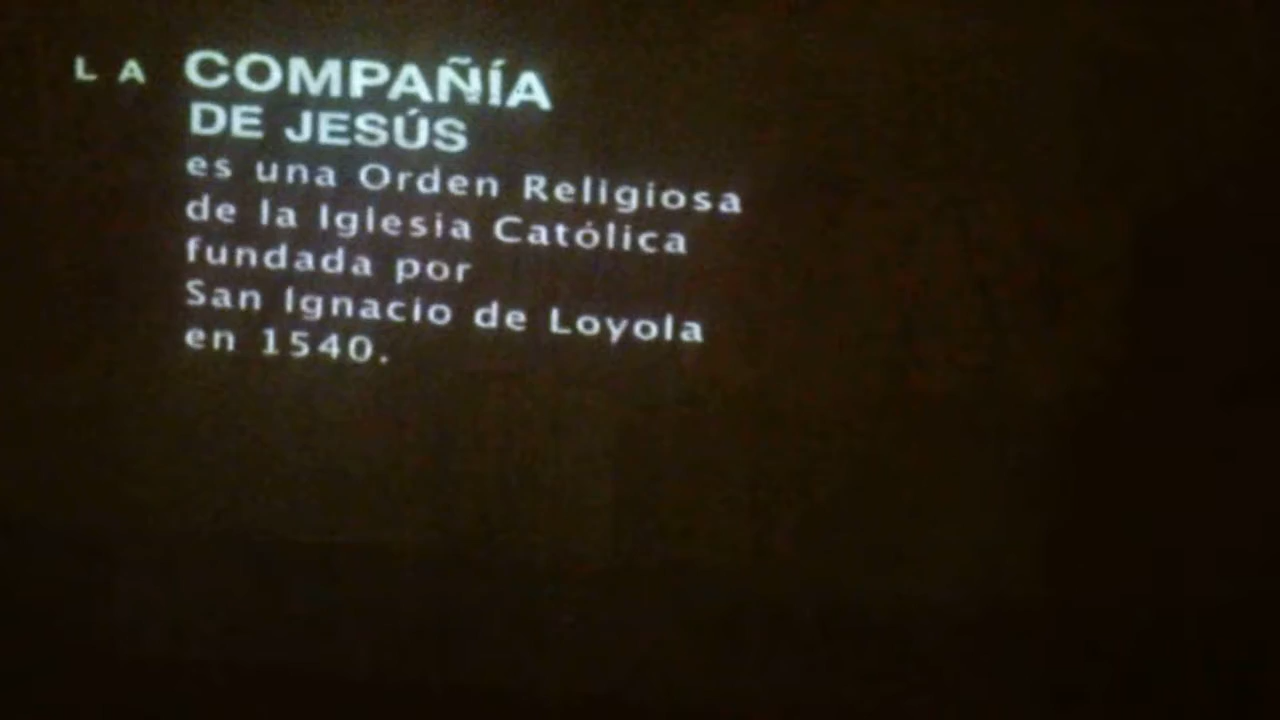 LA COMPAÑÍA
DE JESÚS
es una Orden Religiosa
de la Iglesia Católica
fundada por
San Ignacio de Loyola
en 1540.